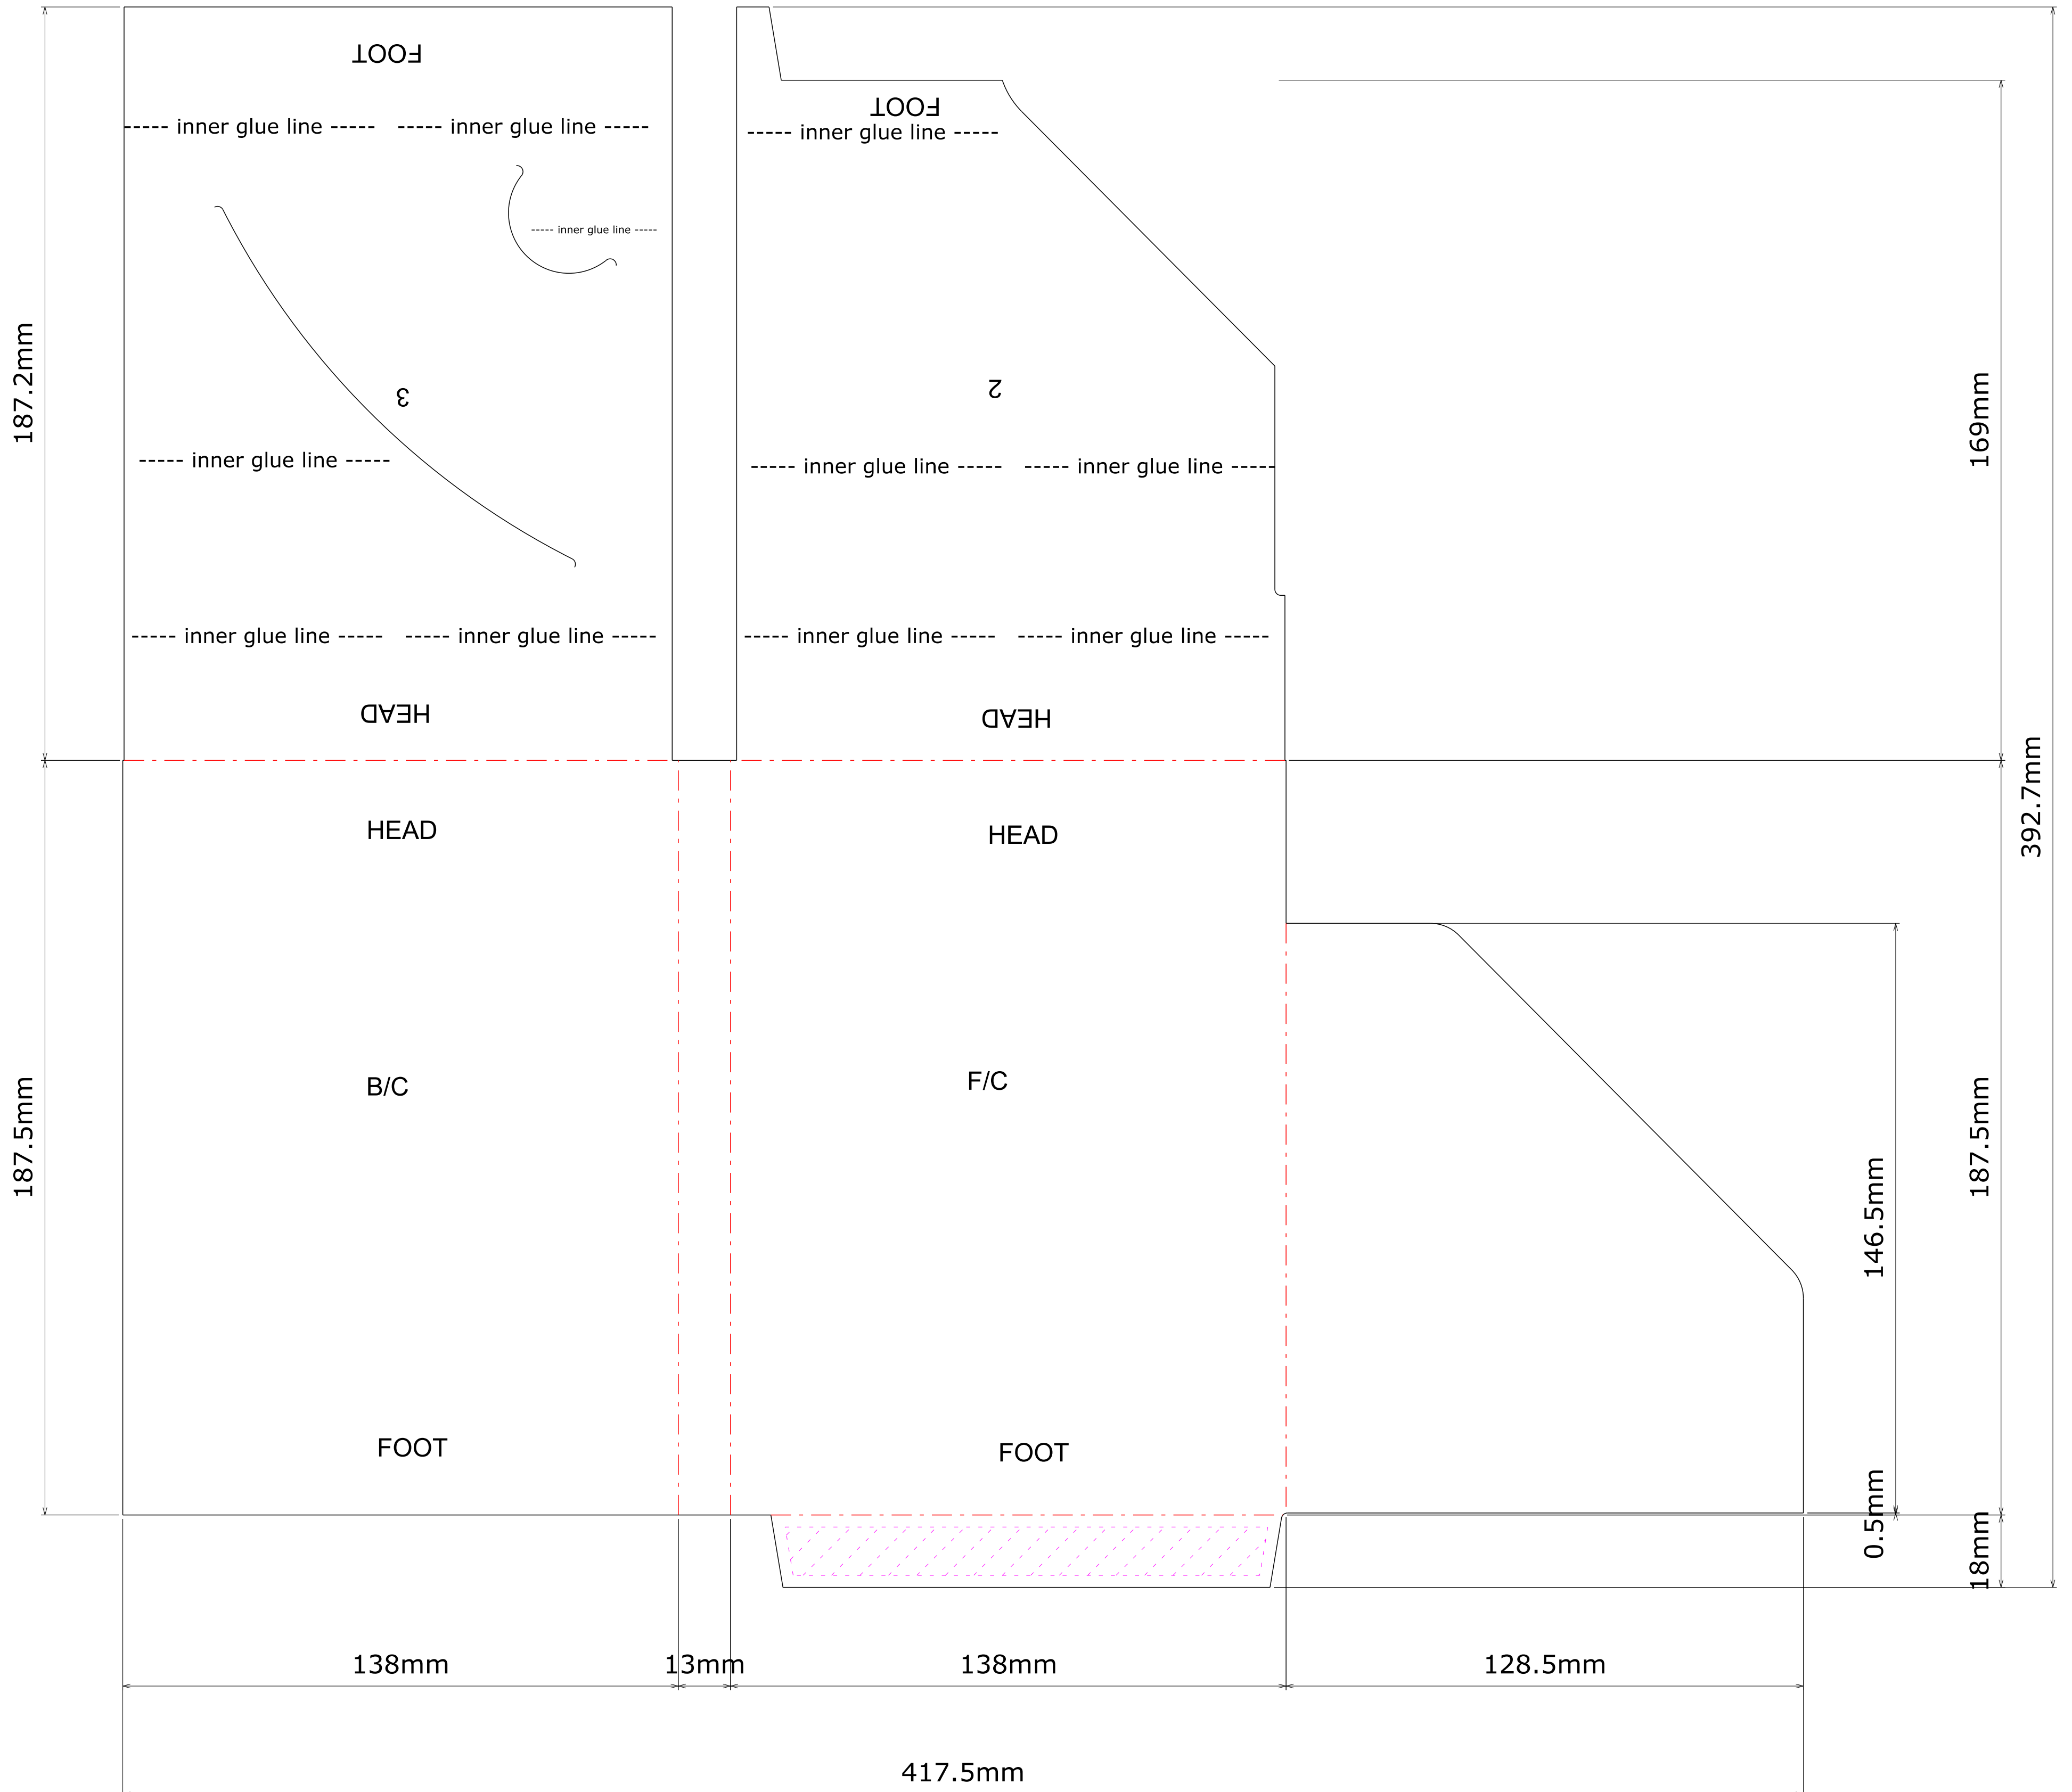 FOOT
FOOT
----- inner glue line ----- ----- inner glue line -----
----- inner glue line -----
----- inner glue line -----
187.2mm
3
2
169mm
----- inner glue line -----
----- inner glue line ----- ----- inner glue line -----
----- inner glue line ----- ----- inner glue line -----
----- inner glue line ----- ----- inner glue line -----
HEAD
HEAD
392.7mm
HEAD
HEAD
B/C
F/C
187.5mm
146.5mm
187.5mm
FOOT
FOOT
0.5mm
18mm
138mm
13mm
138mm
128.5mm
417.5mm